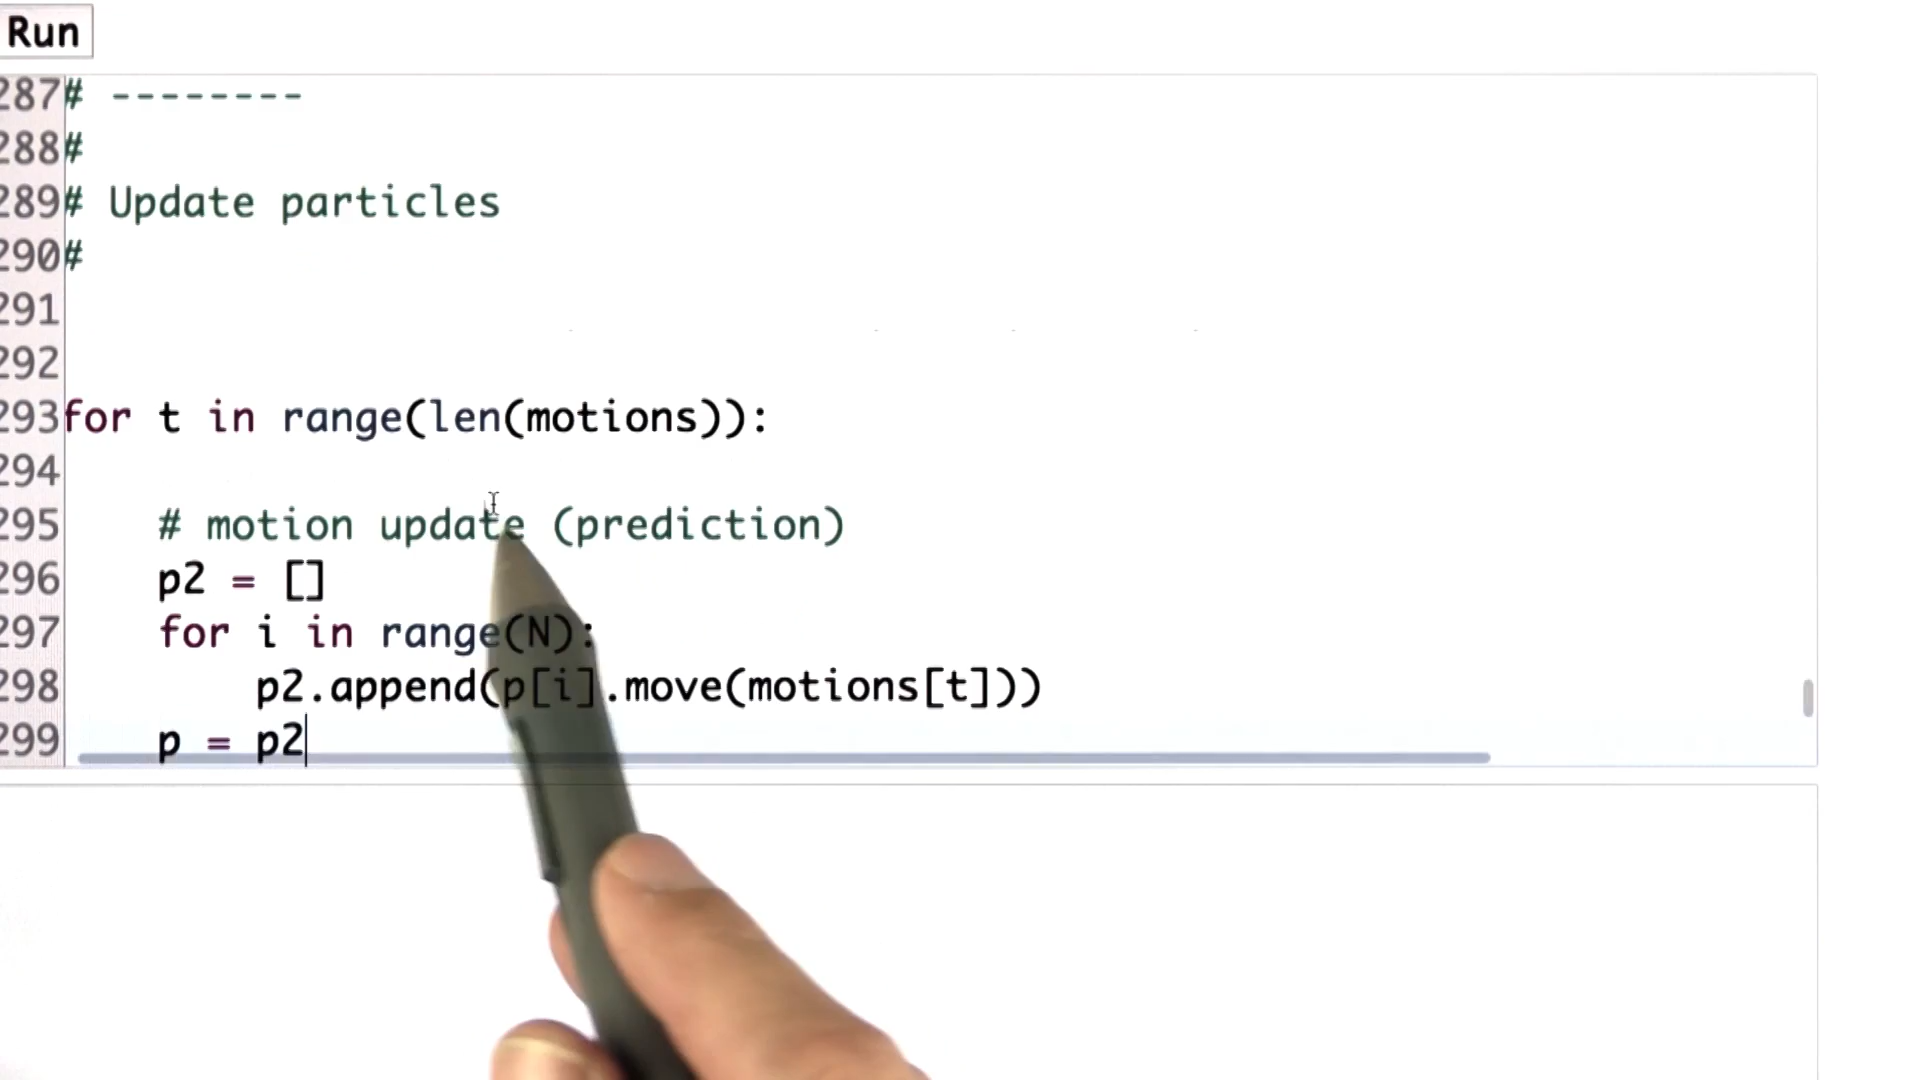 Run
287# --------
288#
289# Update particles
290#
291
292
293for t in range(len(motions)):
294
295    # motion update (prediction)
296    p2 = []
297    for i in range(N):
298        p2.append(p[i].move(motions[t]))
299    p = p2